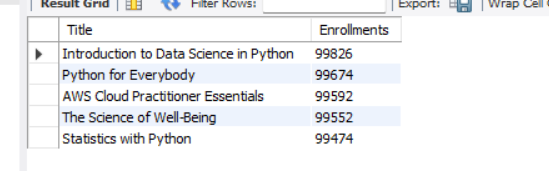 Result Grid Filter Rows: Export: Wrap Cell
Title Enrollments
Introduction to Data Science in Python 99826
Python for Everybody 99674
AWS Cloud Practitioner Essentials 99592
The Science of Well-Being 99552
Statistics with Python 99474